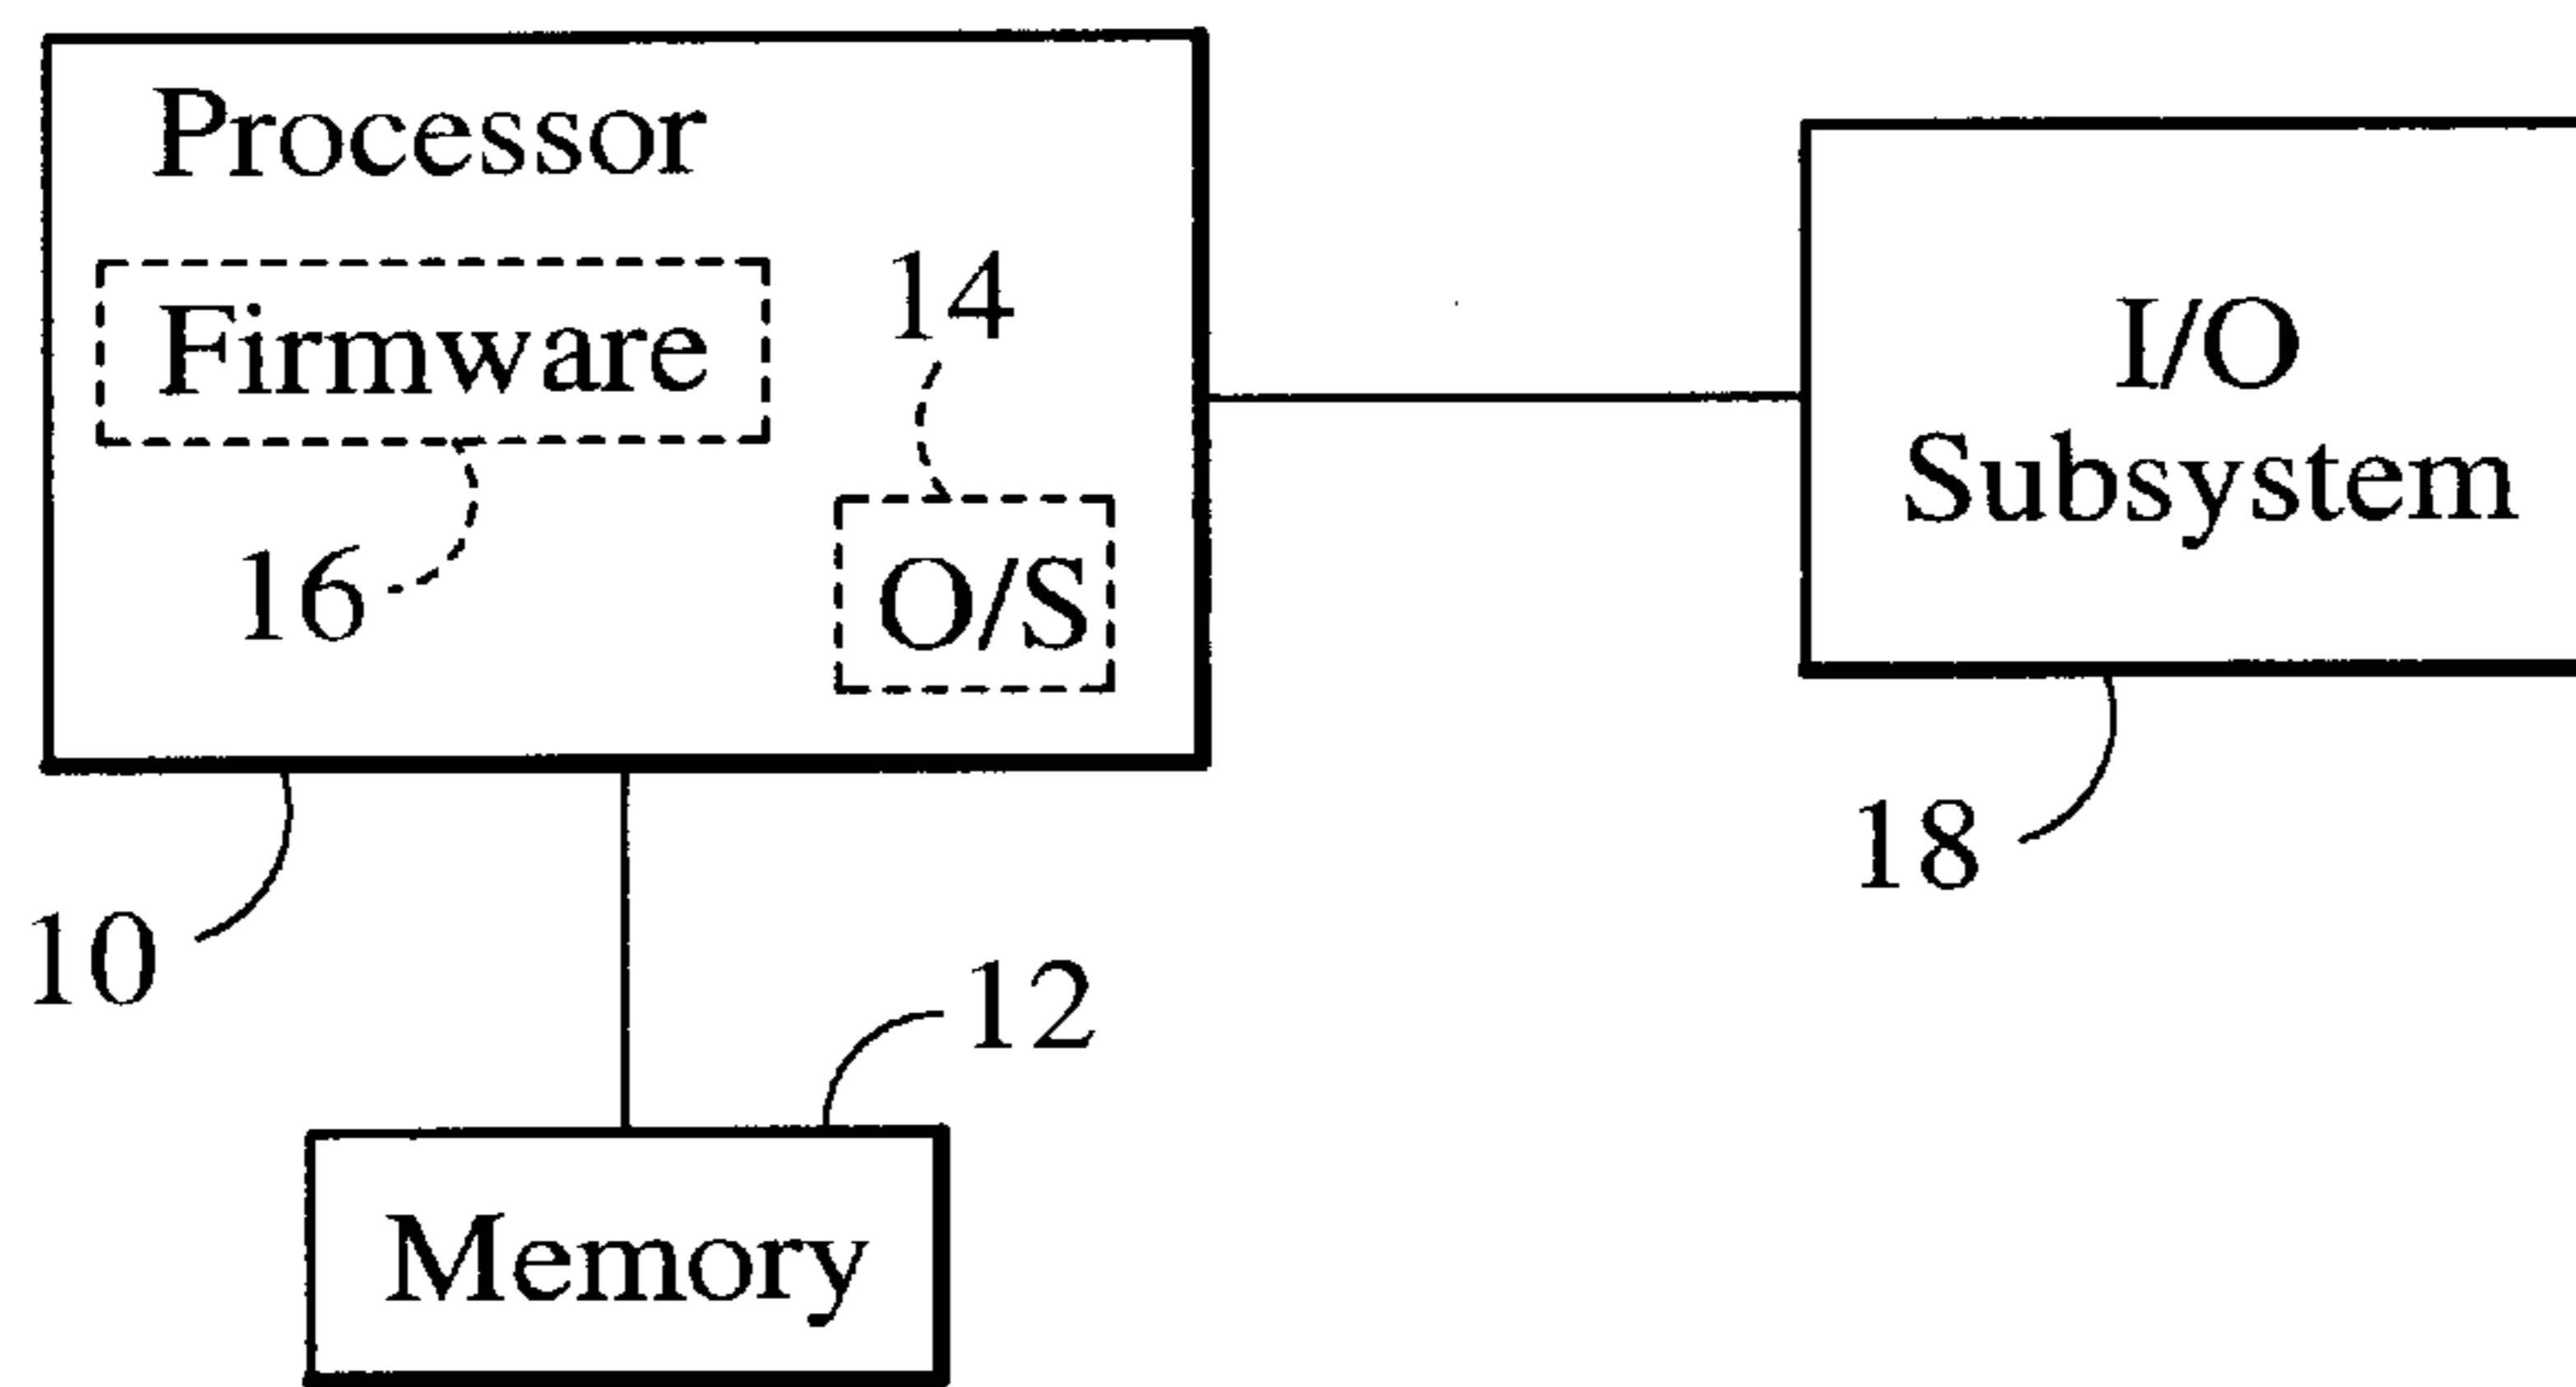 Processor
Firmware
14
16
O/S
I/O
Subsystem
18
10
12
Memory